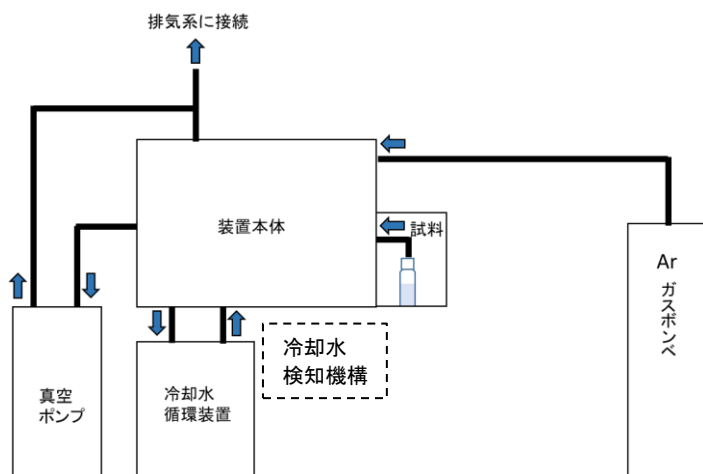 排気系に接続
装置本体
試料
Ar
ガスボンベ
冷却水
検知機構
真空
ポンプ
冷却水
循環装置